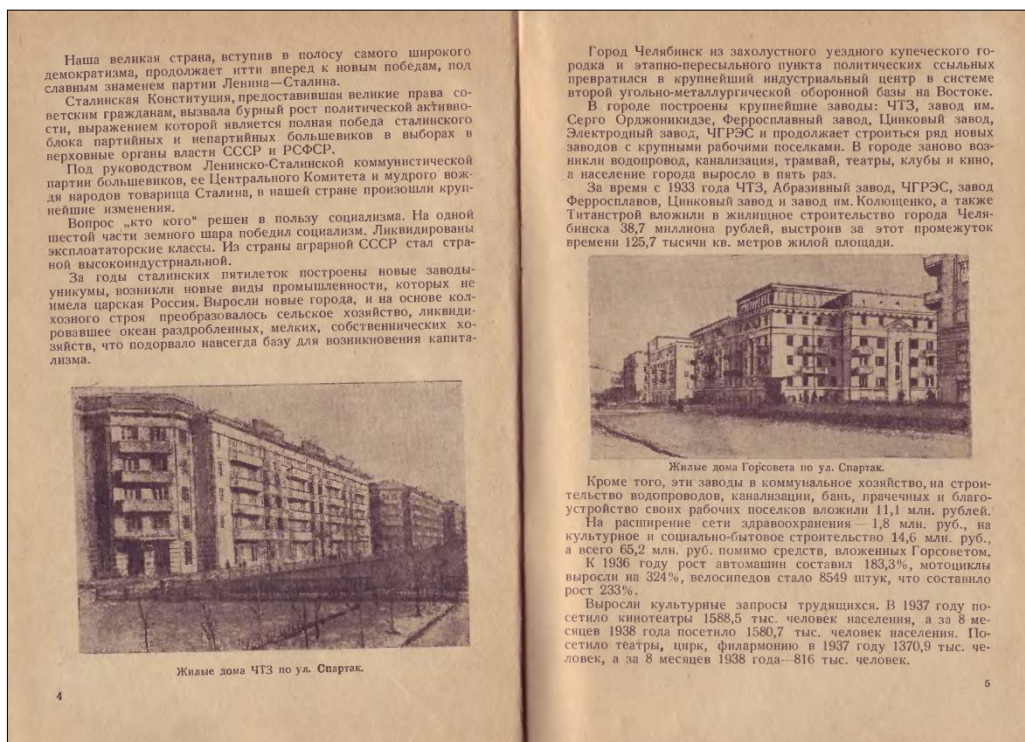 Наша великая страна, вступив в полосу самого широкого
демократизма, продолжает итти вперед к новым победам, под
славным знаменем партии Ленина—Сталина.
Сталинская Конституция, предоставившая великие права со-
ветским гражданам, вызвала бурный рост политической активно-
сти, выражением которой является полная победа сталинского
блока партийных и непартийных большевиков в выборах в
верховные органы власти СССР и РСФСР.
Под руководством Ленинско-Сталинской коммунистической
партии большевиков, ее Центрального Комитета и мудрого вож-
дя народов товарища Сталина, в нашей стране произошли круп-
нейшие изменения.
Вопрос „кто кого“ решен в пользу социализма. На одной
шестой части земного шара победил социализм. Ликвидированы
эксплоататорские классы. Из страны аграрной СССР стал стра-
ной высокоиндустриальной.
За годы сталинских пятилеток построены новые заводы-
уникумы, возникли новые виды промышленности, которых не
имела царская Россия. Выросли новые города, и на основе кол-
хозного строя преобразовалось сельское хозяйство, ликвиди-
ровавшее океан раздробленных, мелких, собственнических хо-
зяйств, что подорвало навсегда базу для возникновения капита-
лизма.
Жилые дома ЧТЗ по ул. Спартак.
4
Город Челябинск из захолустного уездного купеческого го-
родка и этапно-пересыльного пункта политических ссыльных
превратился в крупнейший индустриальный центр в системе
второй угольно-металлургической оборонной базы на Востоке.
В городе построены крупнейшие заводы: ЧТЗ, завод им.
Серго Орджоникидзе, Ферросплавный завод, Цинковый завод,
Электродный завод, ЧГРЭС и продолжает строиться ряд новых
заводов с крупными рабочими поселками. В городе заново воз-
никли водопровод, канализация, трамвай, театры, клубы и кино,
а население города выросло в пять раз.
За время с 1933 года ЧТЗ, Абразивный завод, ЧГРЭС, завод
Ферросплавов, Цинковый завод и завод им. Колющенко, а также
Титанстрой вложили в жилищное строительство города Челя-
бинска 38,7 миллиона рублей, выстроив за этот промежуток
времени 125,7 тысячи кв. метров жилой площади.
Жилые дома Горсовета по ул. Спартак.
Кроме того, эти заводы в коммунальное хозяйство, на строи-
тельство водопроводов, канализации, бань, прачечных и благо-
устройство своих рабочих поселков вложили 11,1 млн. рублей.
На расширение сети здравоохранения — 1,8 млн. руб., на
культурное и социально-бытовое строительство 14,6 млн. руб.,
а всего 65,2 млн. руб. помимо средств, вложенных Горсоветом.
К 1936 году рост автомашин составил 183,3%, мотоциклы
выросли на 324%, велосипедов стало 8549 штук, что составило
рост 233%.
Выросли культурные запросы трудящихся. В 1937 году по-
сетило кинотеатры 1588,5 тыс. человек населения, а за 8 ме-
сяцев 1938 года посетило 1580,7 тыс. человек населения. По-
сетило театры, цирк, филармонию в 1937 году 1370,9 тыс. че-
ловек, а за 8 месяцев 1938 года—816 тыс. человек.
5